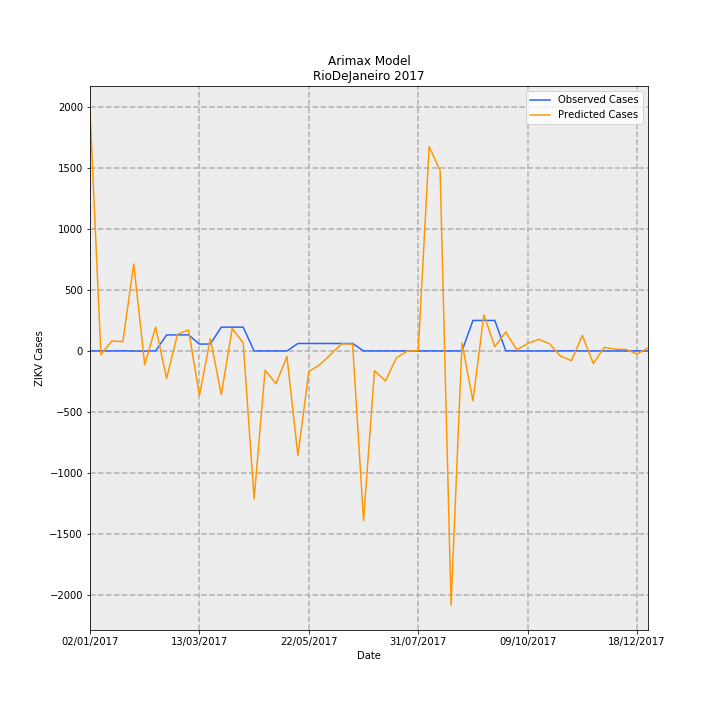 Arimax Model
RioDeJaneiro 2017
Observed Cases
Predicted Cases
2000
1500
1000
500
0
−500
−1000
−1500
−2000
ZIKV Cases
02/01/2017 13/03/2017 22/05/2017 31/07/2017 09/10/2017 18/12/2017
Date